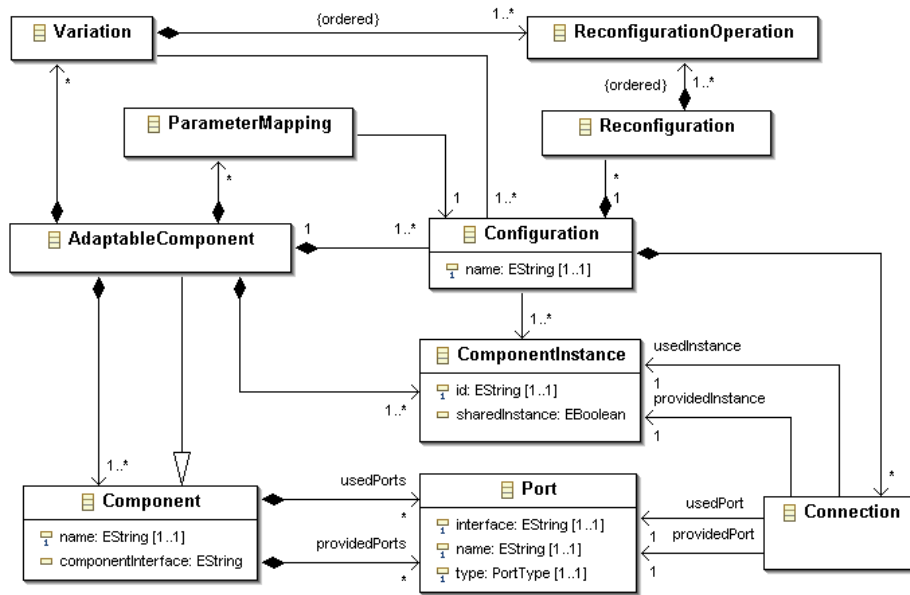 Variation
{ordered}
1..*
ReconfigurationOperation
*
{ordered}
1..*
ParameterMapping
Reconfiguration
*
1
1..*
*
1
AdaptableComponent
1
1..*
Configuration
name: EString [1..1]
1..*
ComponentInstance
id: EString [1..1]
sharedInstance: EBoolean
1..*
usedInstance
1
providedInstance
1
1..*
Component
name: EString [1..1]
componentInterface: EString
usedPorts
*
providedPorts
*
Port
interface: EString [1..1]
name: EString [1..1]
type: PortType [1..1]
usedPort
1
providedPort
1
*
Connection